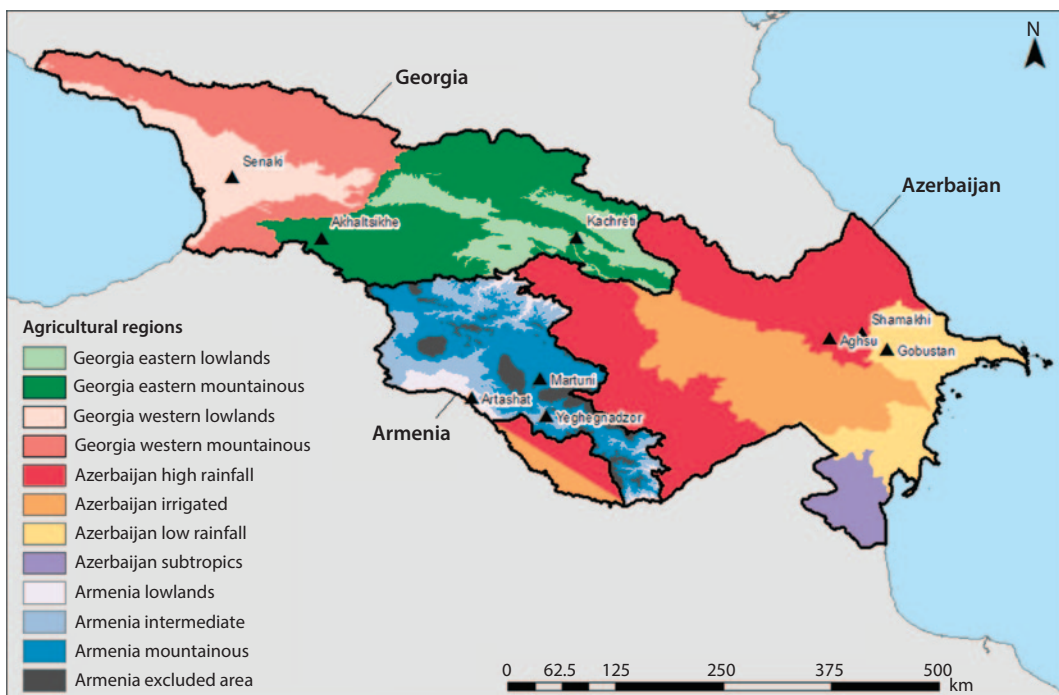 N
Georgia
Azerbaijan
Armenia
Senaki
Akhaltsikhe
Kachreti
Shamakhi
Aghsu
Gobustan
Martuni
Artashat
Yeghegnadzor
Agricultural regions
Georgia eastern lowlands
Georgia eastern mountainous
Georgia western lowlands
Georgia western mountainous
Azerbaijan high rainfall
Azerbaijan irrigated
Azerbaijan low rainfall
Azerbaijan subtropics
Armenia lowlands
Armenia intermediate
Armenia mountainous
Armenia excluded area
0 62.5 125 250 375 500
km